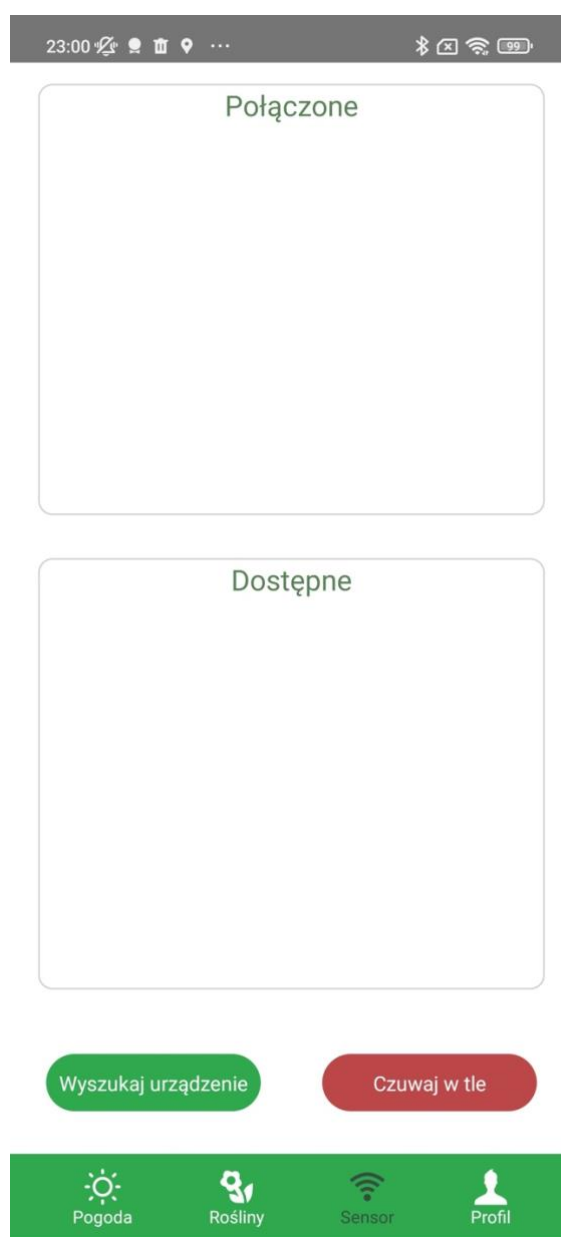 23:00
99
Połączone
Dostępne
Wyszukaj urządzenie
Czuwaj w tle
Pogoda
Rośliny
Sensor
Profil